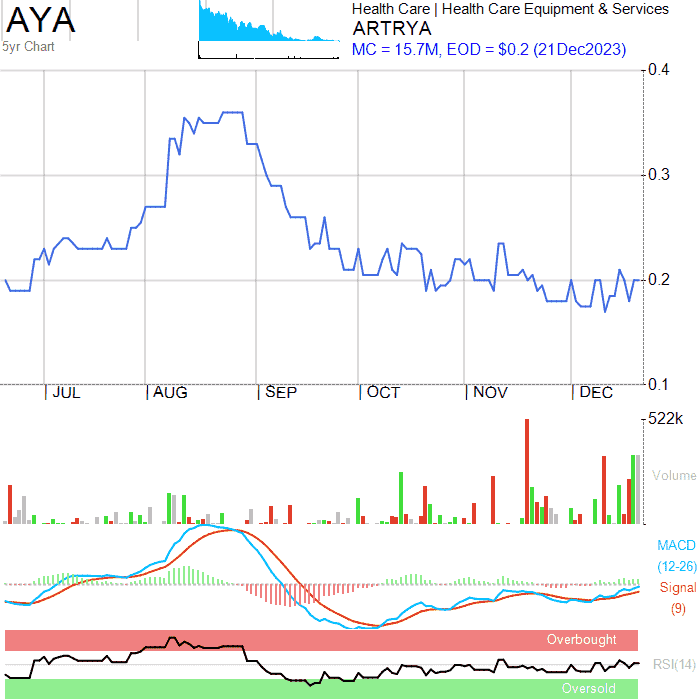 AYA
5yr Chart
Health Care | Health Care Equipment & Services
ARTRYA
MC = 15.7M, EOD = $0.2 (21Dec2023)
0.4
0.3
0.2
0.1
JUL AUG SEP OCT NOV DEC
522k
Volume
MACD
(12-26)
Signal
(9)
Overbought
RSI(14)
Oversold